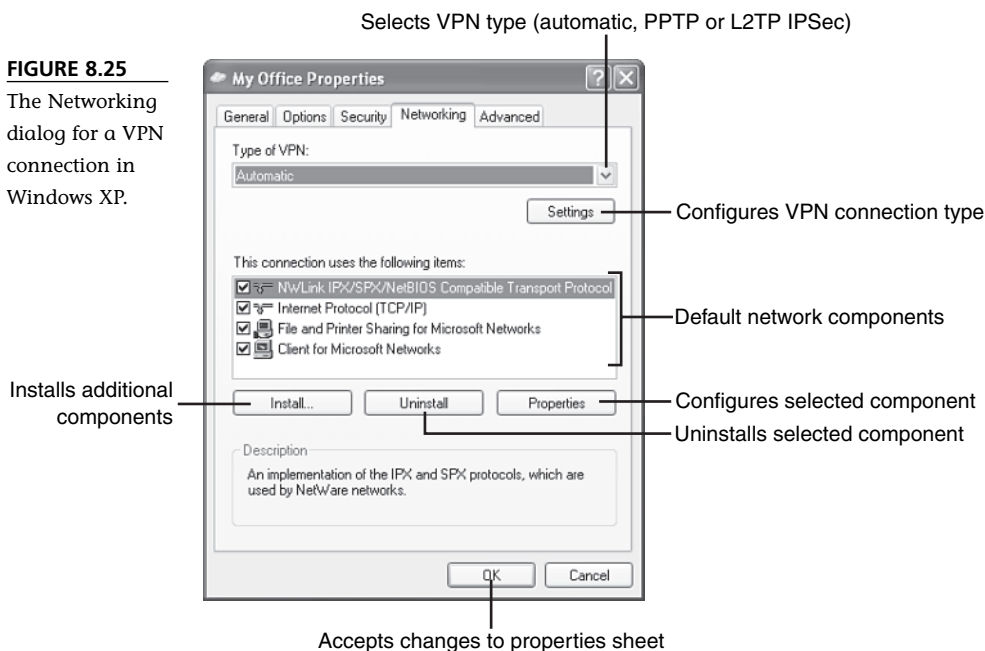 Selects VPN type (automatic, PPTP or L2TP IPSec)
FIGURE 8.25
The Networking
dialog for a VPN
connection in
Windows XP.
My Office Properties
General Options Security Networking Advanced
Type of VPN:
Automatic
Settings
Configures VPN connection type
This connection uses the following items:
NWLink IPX/SPX/NetBIOS Compatible Transport Protocol
Internet Protocol (TCP/IP)
File and Printer Sharing for Microsoft Networks
Client for Microsoft Networks
Default network components
Installs additional
components
Install... Uninstall Properties
Configures selected component
Uninstalls selected component
Description
An implementation of the IPX and SPX protocols, which are
used by NetWare networks.
OK Cancel
Accepts changes to properties sheet